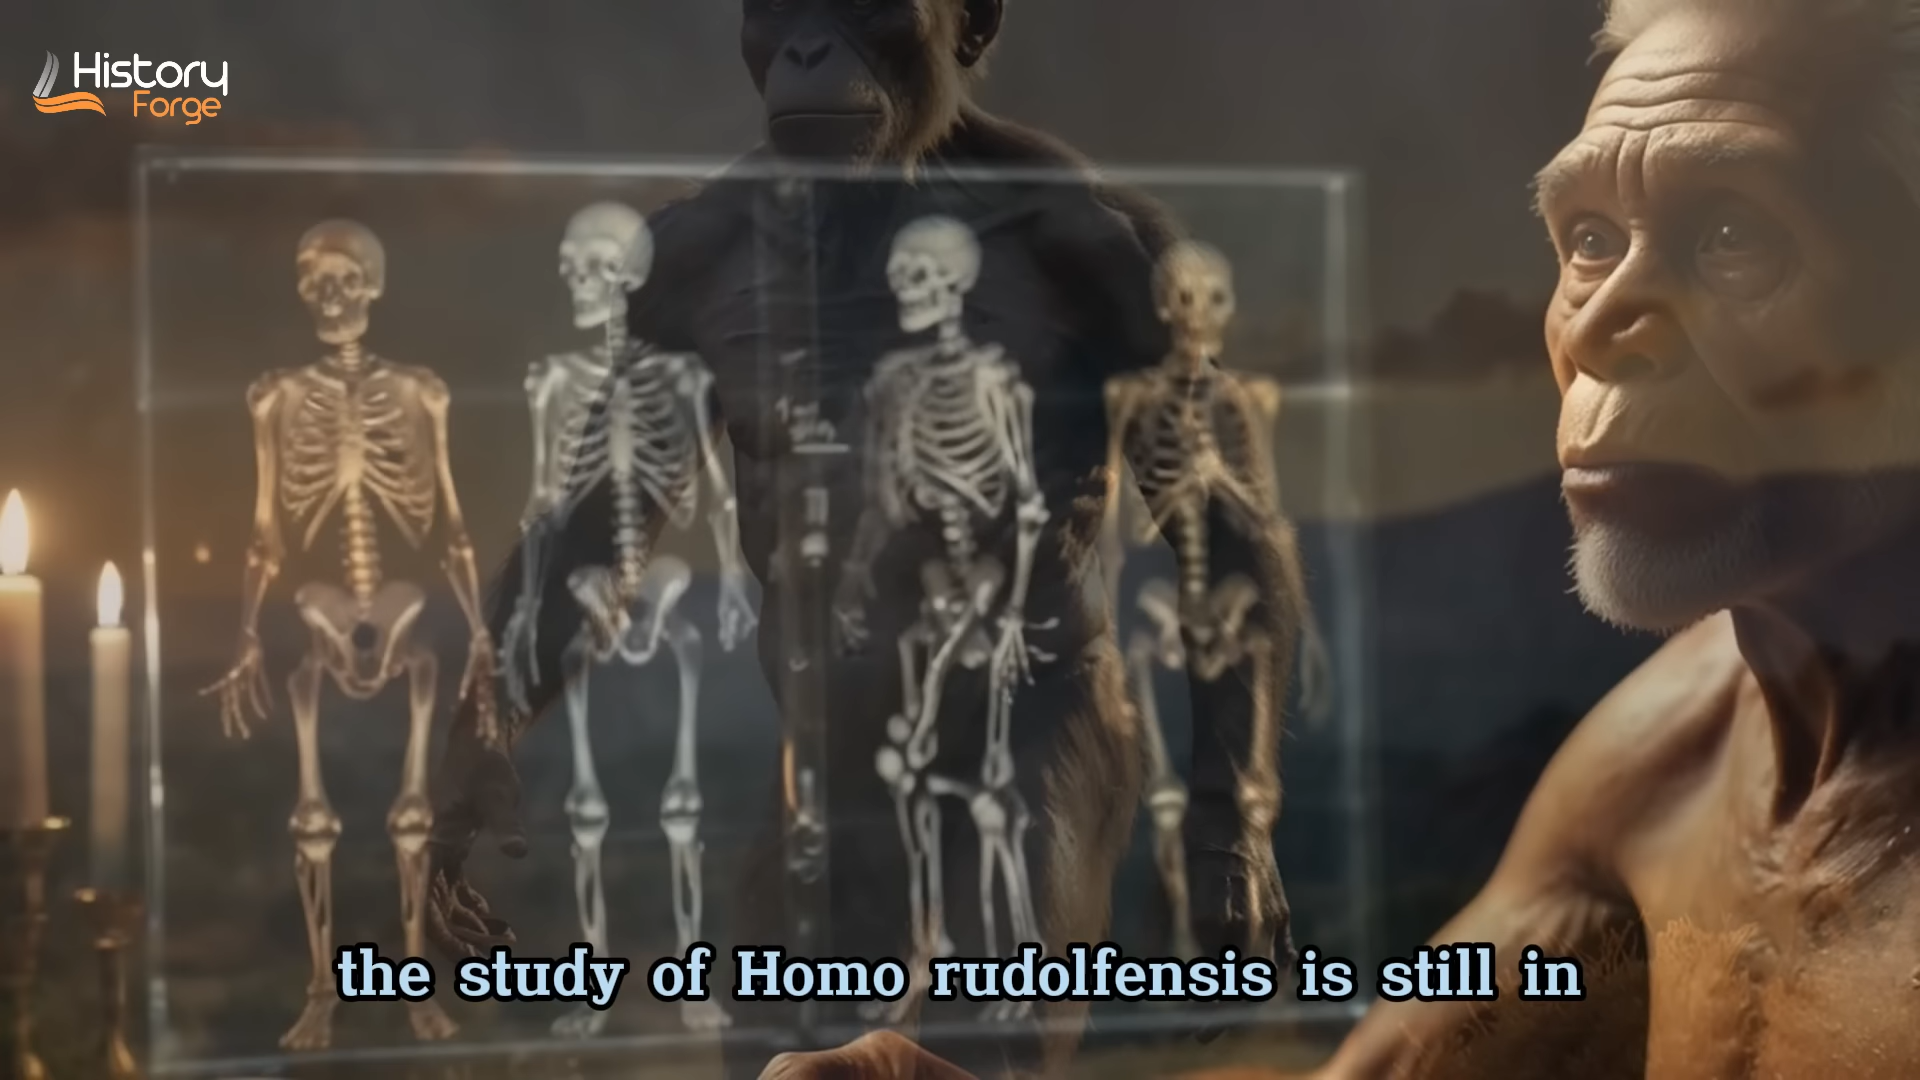 History
Forge
the study of Homo rudolfensis is still in